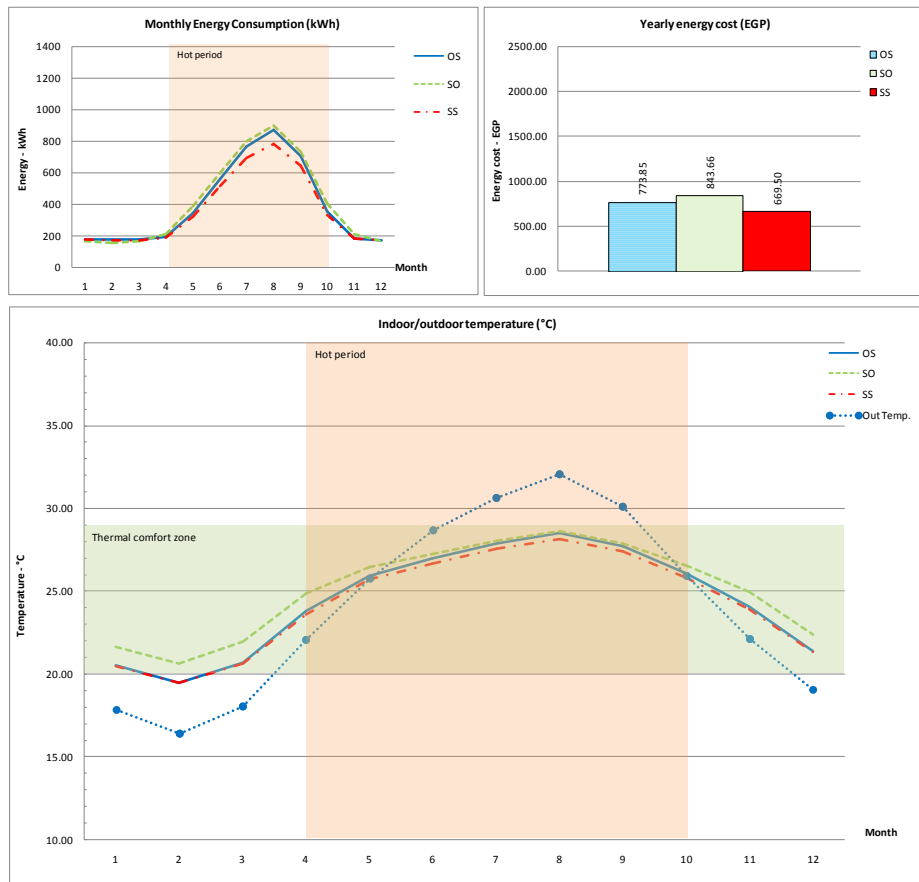 Monthly Energy Consumption (kWh)
1400
1200
1000
800
600
400
200
0
Energy - kWh
Hot period
OS
SO
SS
Month
1 2 3 4 5 6 7 8 9 10 11 12
Yearly energy cost (EGP)
2500.00
2000.00
1500.00
1000.00
500.00
0.00
Energy cost - EGP
773.85
843.66
669.50
OS
SO
SS
Indoor/outdoor temperature (°C)
40.00
35.00
30.00
25.00
20.00
15.00
10.00
Temperature - °C
Hot period
Thermal comfort zone
OS
SO
SS
Out Temp.
Month
1 2 3 4 5 6 7 8 9 10 11 12